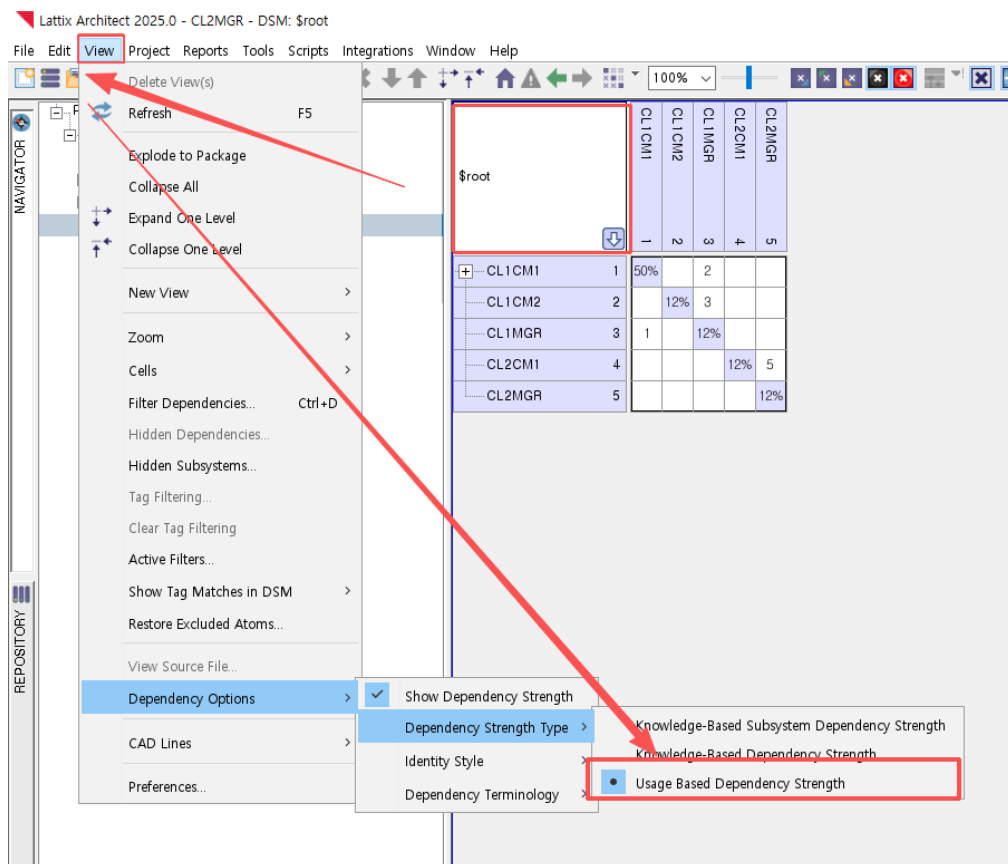 Lattix Architect 2025.0 - CL2MGR - DSM: $root
File Edit View Project Reports Tools Scripts Integrations Window Help
100%
NAVIGATOR
REPOSITORY
Delete View(s)
Refresh F5
Explode to Package
Collapse All
Expand One Level
Collapse One Level
New View
Zoom
Cells
Filter Dependencies... Ctrl+D
Hidden Dependencies...
Hidden Subsystems...
Tag Filtering...
Clear Tag Filtering
Active Filters...
Show Tag Matches in DSM
Restore Excluded Atoms...
View Source File...
Dependency Options
CAD Lines
Preferences...
Show Dependency Strength
Dependency Strength Type
Identity Style
Dependency Terminology
Knowledge-Based Subsystem Dependency Strength
Knowledge-Based Dependency Strength
Usage Based Dependency Strength
$root
CL1CM1 CL1CM2 CL1MGR CL2CM1 CL2MGR
1 2 3 4 5
CL1CM1 1 50% 2
CL1CM2 2 12% 3
CL1MGR 3 1 12%
CL2CM1 4 12% 5
CL2MGR 5 12%